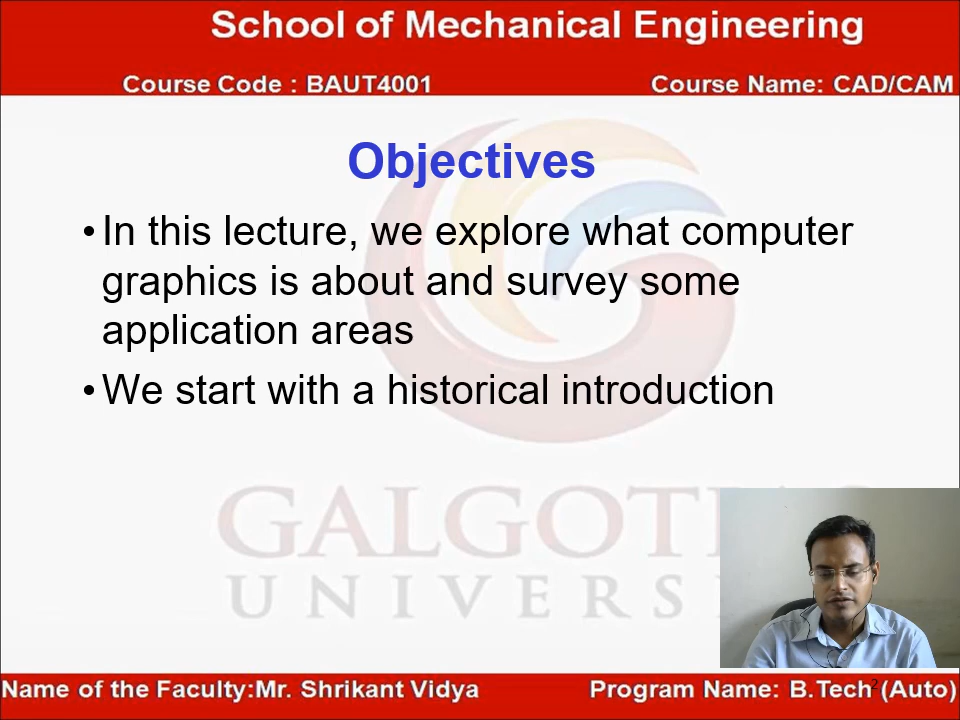 School of Mechanical Engineering
Course Code : BAUT4001 Course Name: CAD/CAM
Objectives
• In this lecture, we explore what computer
graphics is about and survey some
application areas
• We start with a historical introduction
GALGOTIAS
UNIVERS
Name of the Faculty:Mr. Shrikant Vidya Program Name: B.Tech (Auto)
2